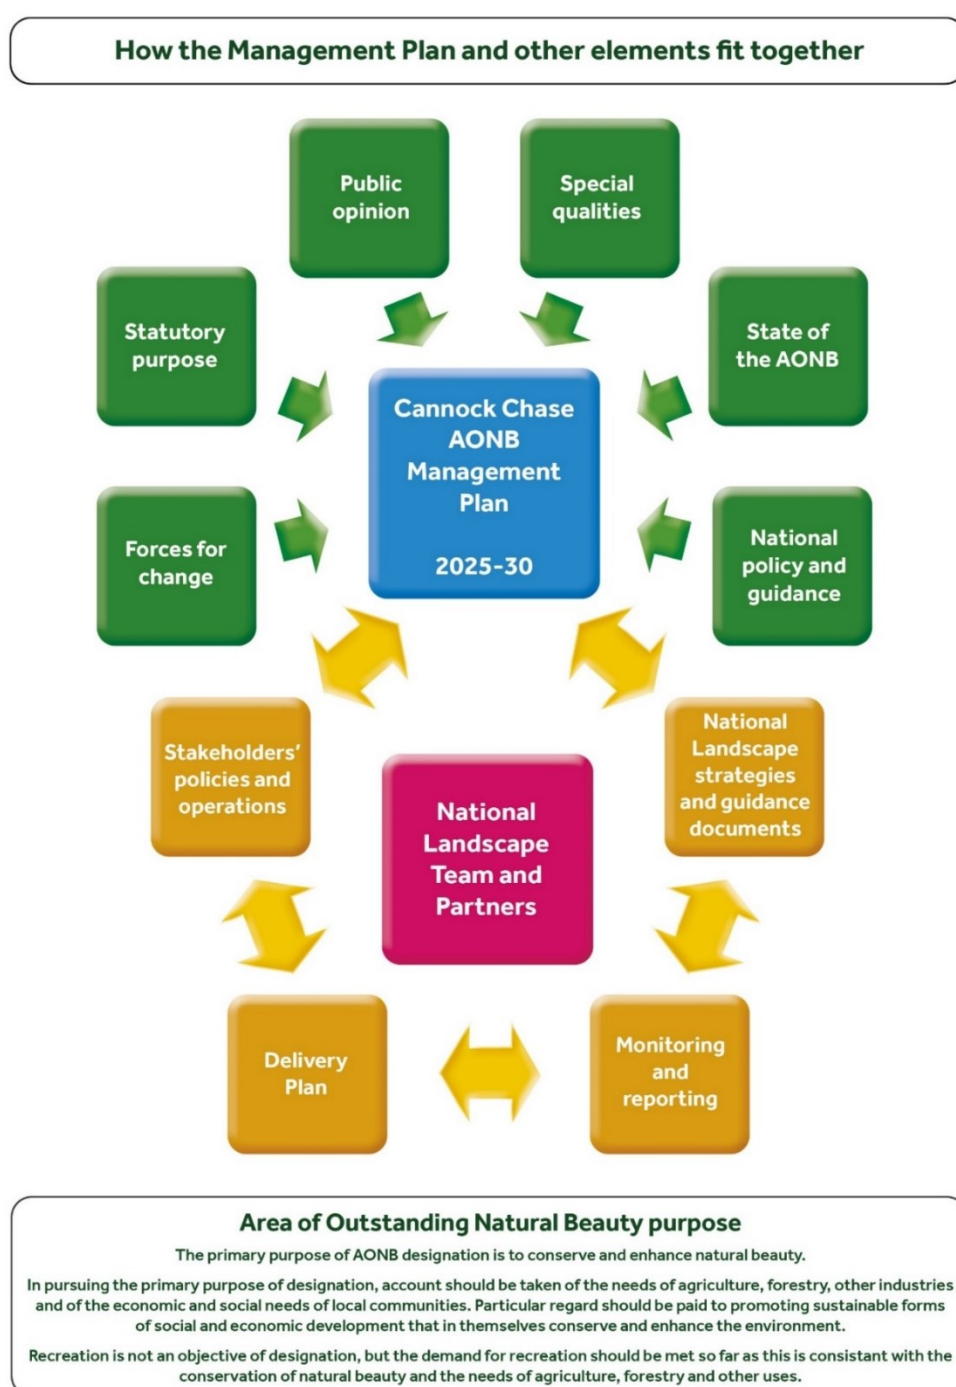 How the Management Plan and other elements fit together
Public
opinion
Special
qualities
Statutory
purpose
State of
the AONB
Cannock Chase
AONB
Management
Plan
2025-30
Forces for
change
National
policy and
guidance
Stakeholders'
policies and
operations
National
Landscape
strategies
and guidance
documents
National
Landscape
Team and
Partners
Delivery
Plan
Monitoring
and
reporting
Area of Outstanding Natural Beauty purpose
The primary purpose of AONB designation is to conserve and enhance natural beauty.
In pursuing the primary purpose of designation, account should be taken of the needs of agriculture, forestry, other industries
and of the economic and social needs of local communities. Particular regard should be paid to promoting sustainable forms
of social and economic development that in themselves conserve and enhance the environment.
Recreation is not an objective of designation, but the demand for recreation should be met so far as this is consistant with the
conservation of natural beauty and the needs of agriculture, forestry and other uses.